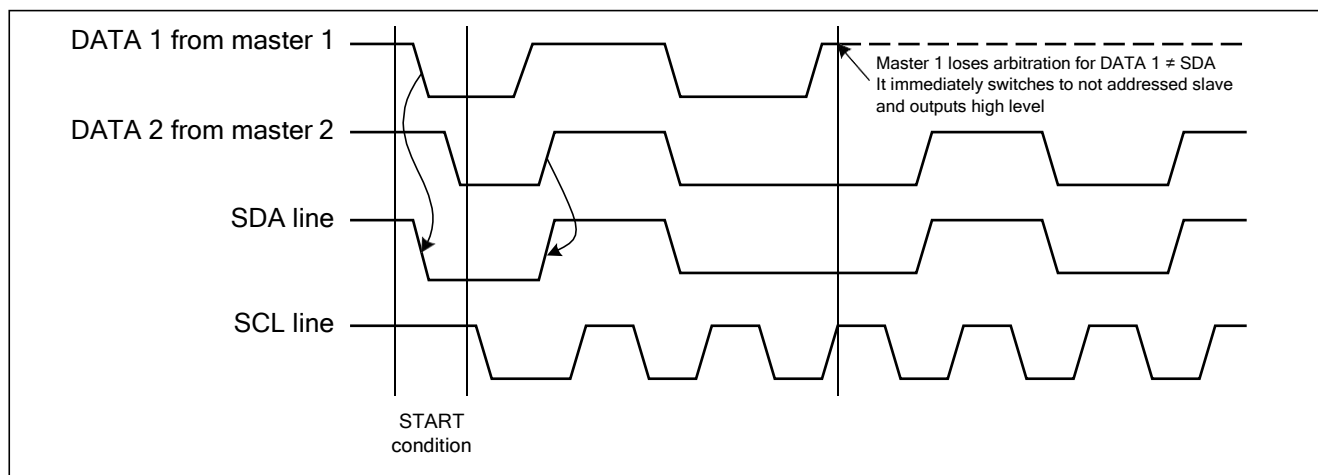 DATA 1 from master 1
Master 1 loses arbitration for DATA 1 ≠ SDA
It immediately switches to not addressed slave
and outputs high level
DATA 2 from master 2
SDA line
SCL line
START
condition